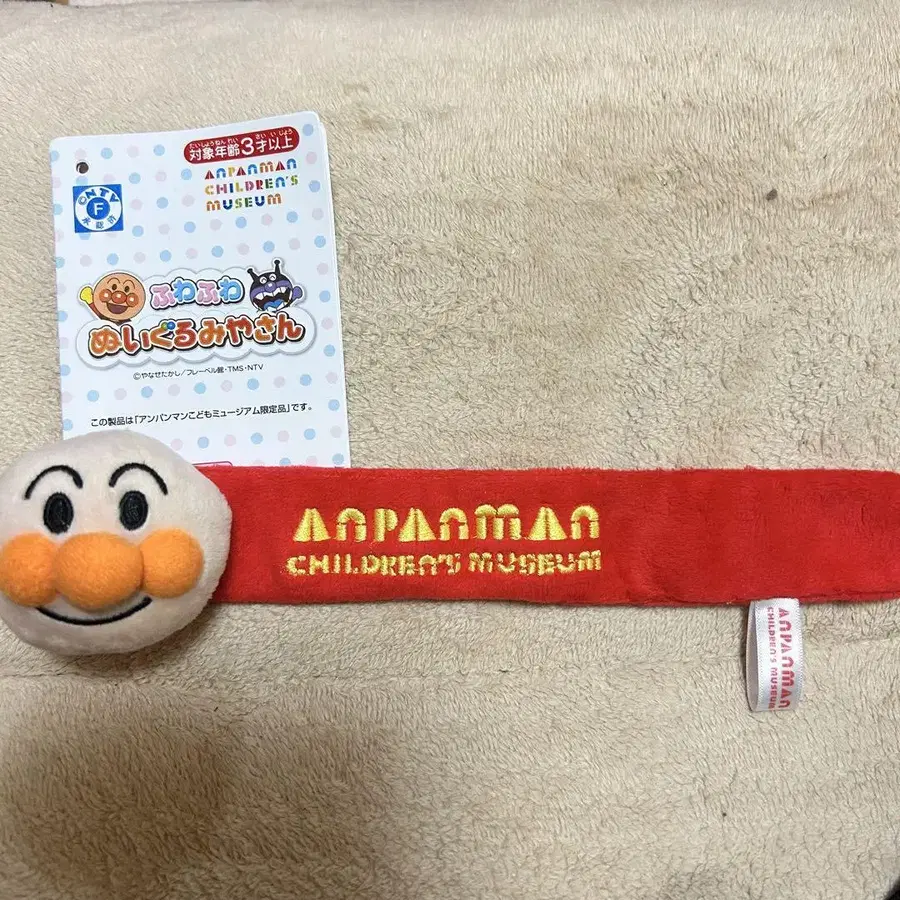 たいしょうねんれい さい いじょう
対象年齢3才以上
ANPANMAN
CHILDREN'S
MUSEUM
©NTV
F
承認済
ふわふわ
ぬいぐるみやさん
©やなせたかし/フレーベル館・TMS・NTV
この製品は「アンパンマンこどもミュージアム限定品」です。
ANPANMAN
CHILDREN'S MUSEUM
ANPANMAN
CHILDREN'S MUSEUM